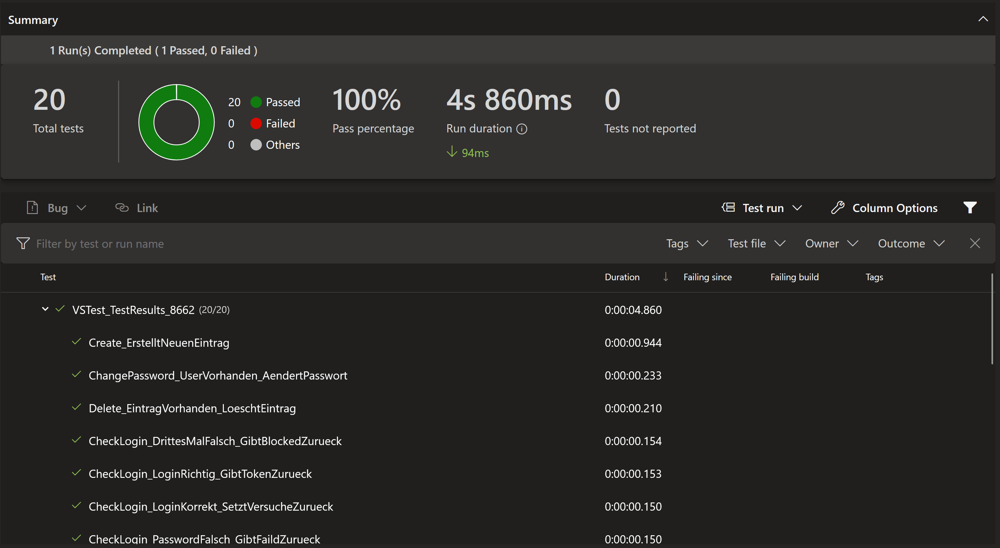 Summary
1 Run(s) Completed ( 1 Passed, 0 Failed )
20
Total tests
20 Passed
0 Failed
0 Others
100%
Pass percentage
4s 860ms
Run duration
94ms
0
Tests not reported
Bug
Link
Test run
Column Options
Filter by test or run name
Tags
Test file
Owner
Outcome
Test Duration Failing since Failing build Tags
VSTest_TestResults_8662 (20/20) 0:00:04.860
Create_ErstelltNeuenEintrag 0:00:00.944
ChangePassword_UserVorhanden_AendertPasswort 0:00:00.233
Delete_EintragVorhanden_LoeschtEintrag 0:00:00.210
CheckLogin_DrittesMalFalsch_GibtBlockedZurueck 0:00:00.154
CheckLogin_LoginRichtig_GibtTokenZurueck 0:00:00.153
CheckLogin_LoginKorrekt_SetztVersucheZurueck 0:00:00.150
CheckLogin_PasswordFalsch_GibtFaildZurueck 0:00:00.150